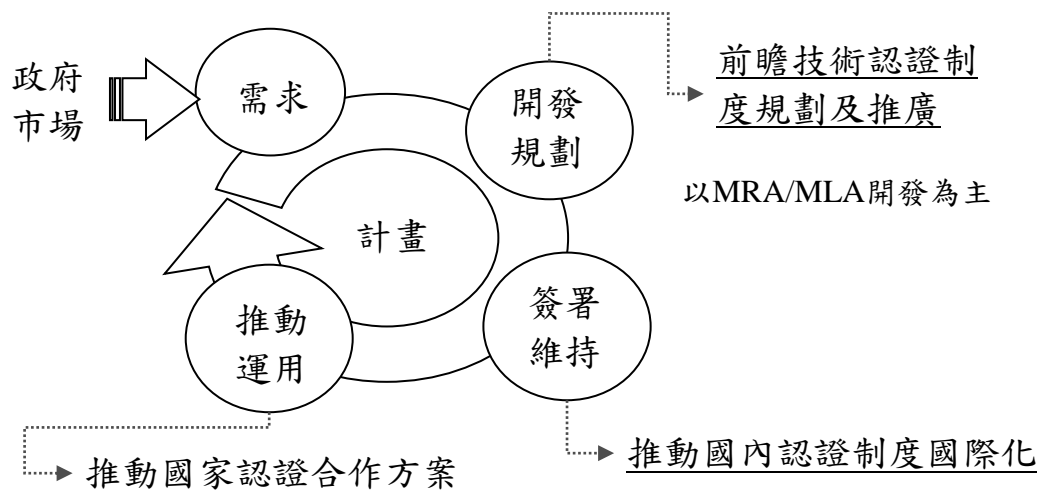 政府
市場
需求
開發
規劃
前瞻技術認證制
度規劃及推廣
以MRA/MLA開發為主
計畫
簽署
維持
推動
運用
推動國內認證制度國際化
推動國家認證合作方案